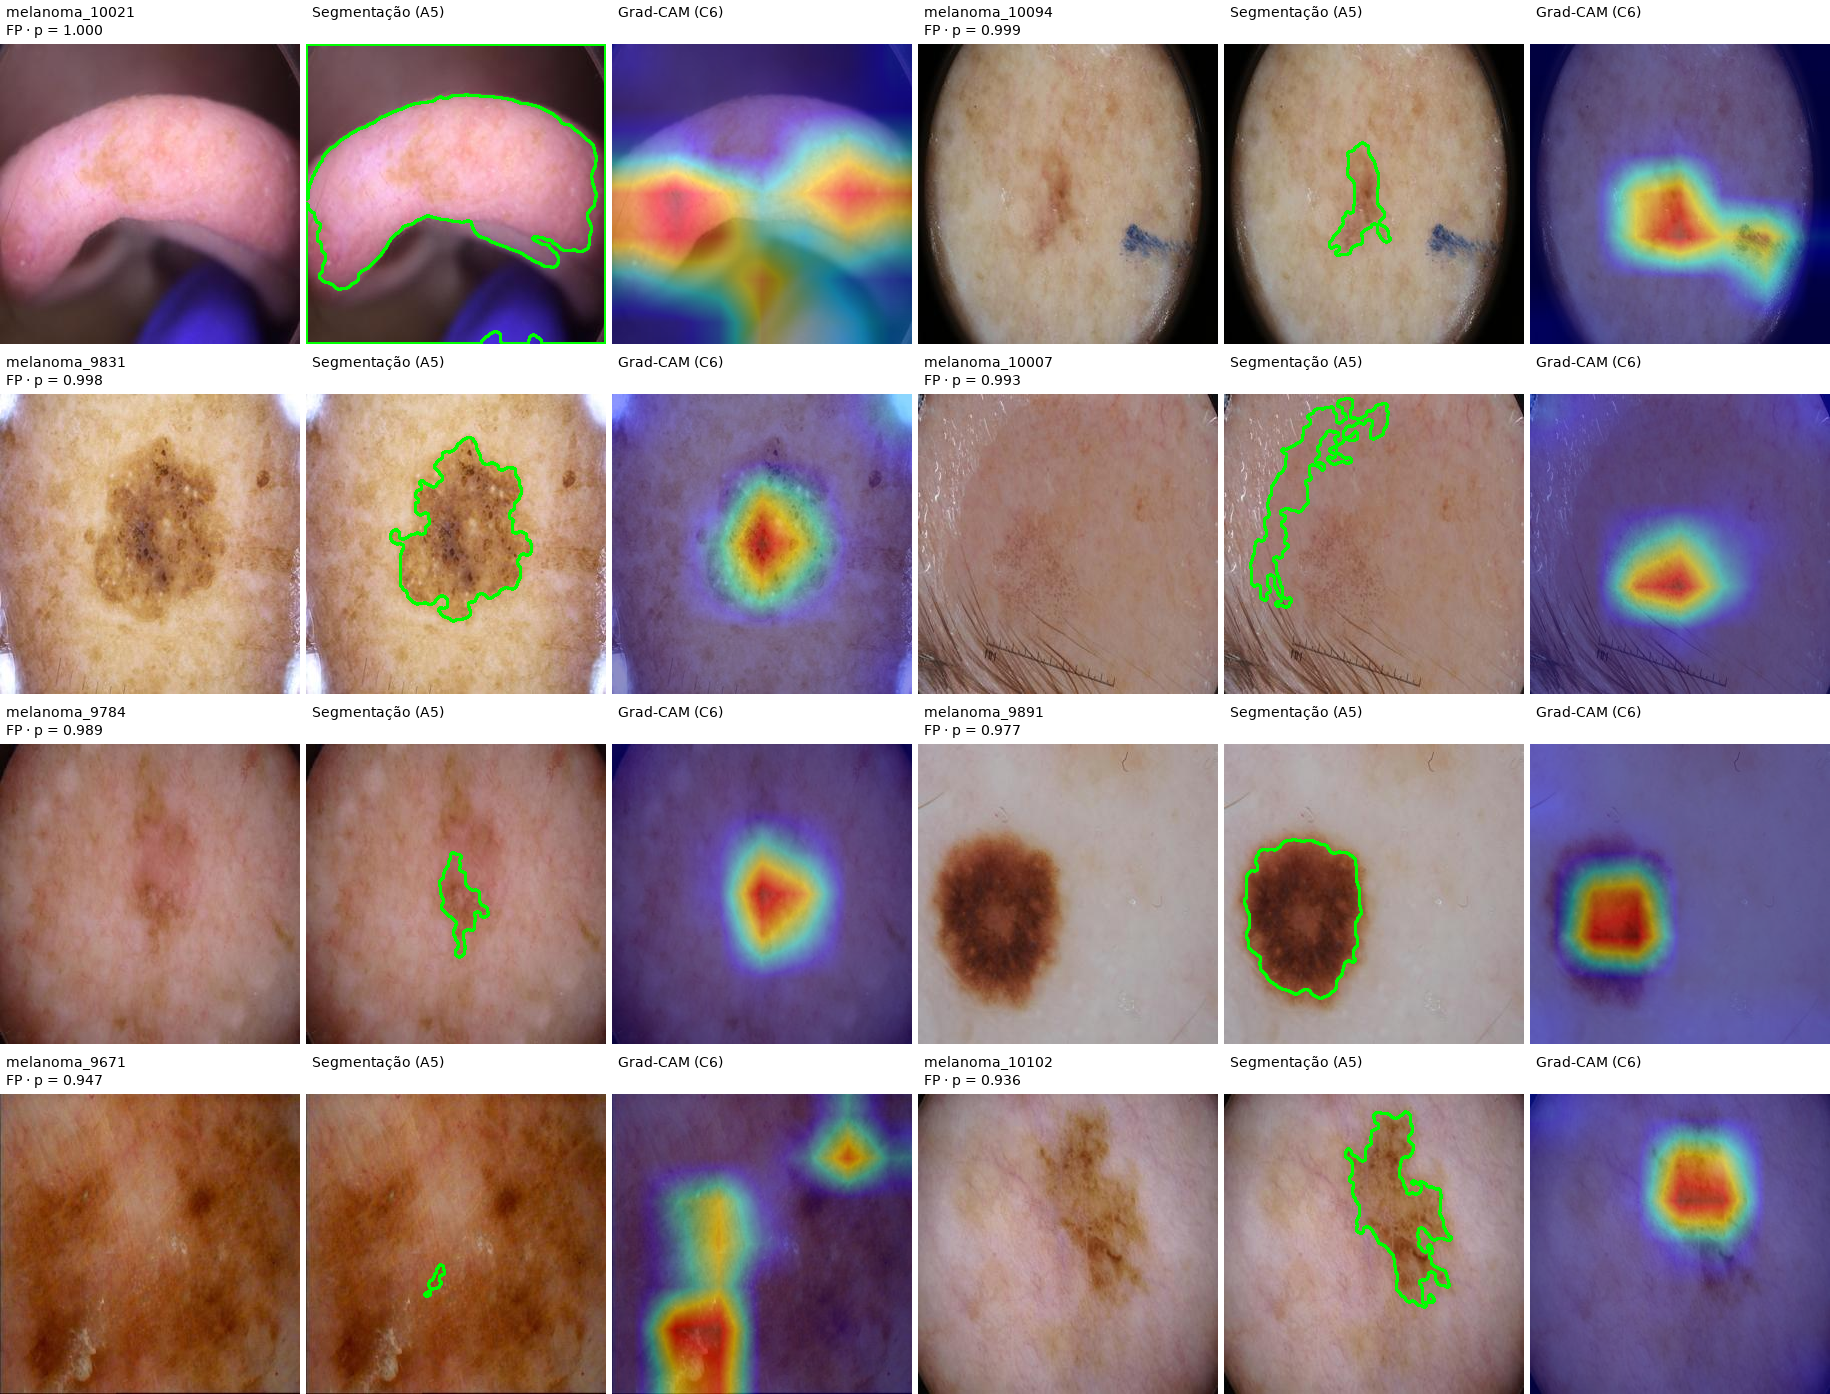 melanoma_10021
FP · p = 1.000
Segmentação (A5)
Grad-CAM (C6)
melanoma_10094
FP · p = 0.999
Segmentação (A5)
Grad-CAM (C6)
melanoma_9831
FP · p = 0.998
Segmentação (A5)
Grad-CAM (C6)
melanoma_10007
FP · p = 0.993
Segmentação (A5)
Grad-CAM (C6)
melanoma_9784
FP · p = 0.989
Segmentação (A5)
Grad-CAM (C6)
melanoma_9891
FP · p = 0.977
Segmentação (A5)
Grad-CAM (C6)
melanoma_9671
FP · p = 0.947
Segmentação (A5)
Grad-CAM (C6)
melanoma_10102
FP · p = 0.936
Segmentação (A5)
Grad-CAM (C6)